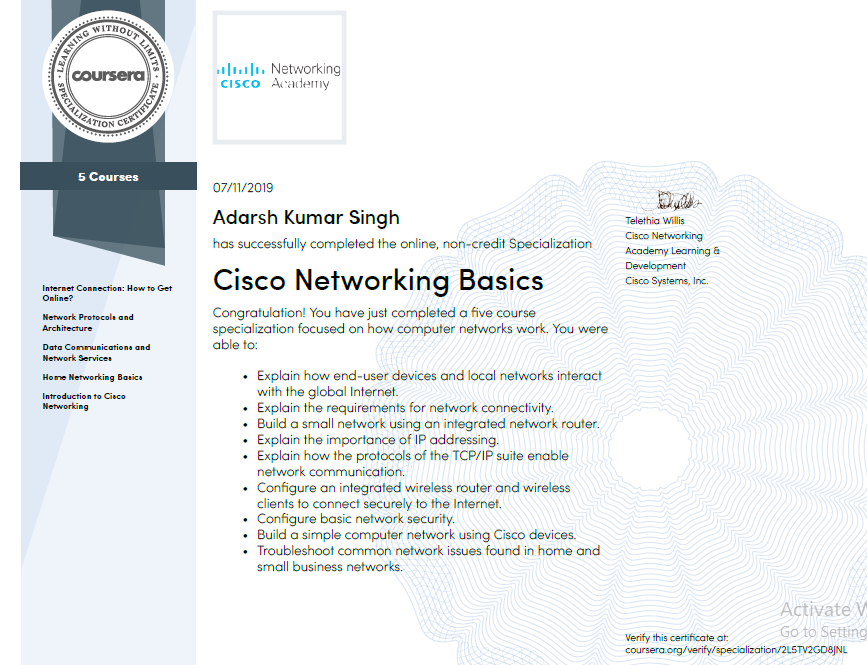 LEARNING WITHOUT LIMITS
coursera
SPECIALIZATION CERTIFICATE
5 Courses
Internet Connection: How to Get
Online?
Network Protocols and
Architecture
Data Communications and
Network Services
Home Networking Basics
Introduction to Cisco
Networking
CISCO
Networking
Academy
07/11/2019
Adarsh Kumar Singh
has successfully completed the online, non-credit Specialization
Cisco Networking Basics
Congratulation! You have just completed a five course
specialization focused on how computer networks work. You were
able to:
• Explain how end-user devices and local networks interact
with the global Internet.
• Explain the requirements for network connectivity.
• Build a small network using an integrated network router.
• Explain the importance of IP addressing.
• Explain how the protocols of the TCP/IP suite enable
network communication.
• Configure an integrated wireless router and wireless
clients to connect securely to the Internet.
• Configure basic network security.
• Build a simple computer network using Cisco devices.
• Troubleshoot common network issues found in home and
small business networks.
Telethia Willis
Cisco Networking
Academy Learning &
Development
Cisco Systems, Inc.
Activate W
Go to Setting
Verify this certificate at:
coursera.org/verify/specialization/2L5TV2GD8JNL